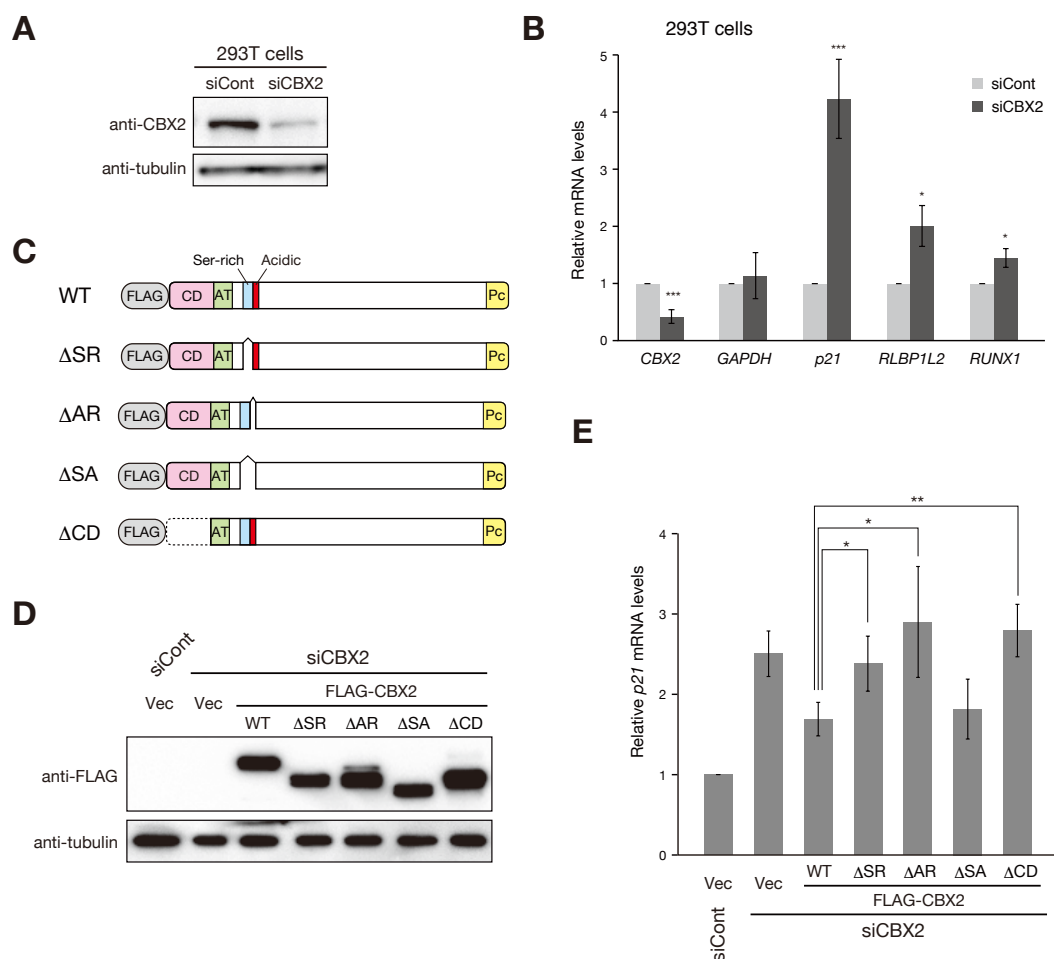 A
293T cells
siCont siCBX2
anti-CBX2
anti-tubulin
B
293T cells
siCont
siCBX2
Relative mRNA levels
5
4
3
2
1
0
***
***
*
*
CBX2 GAPDH p21 RLBP1L2 RUNX1
C
Ser-rich Acidic
WT FLAG CD AT Pc
ΔSR FLAG CD AT Pc
ΔAR FLAG CD AT Pc
ΔSA FLAG CD AT Pc
ΔCD FLAG AT Pc
D
siCont
siCBX2
FLAG-CBX2
Vec Vec WT ΔSR ΔAR ΔSA ΔCD
anti-FLAG
anti-tubulin
E
Relative p21 mRNA levels
4
3
2
1
0
**
*
*
Vec Vec WT ΔSR ΔAR ΔSA ΔCD
FLAG-CBX2
siCont
siCBX2